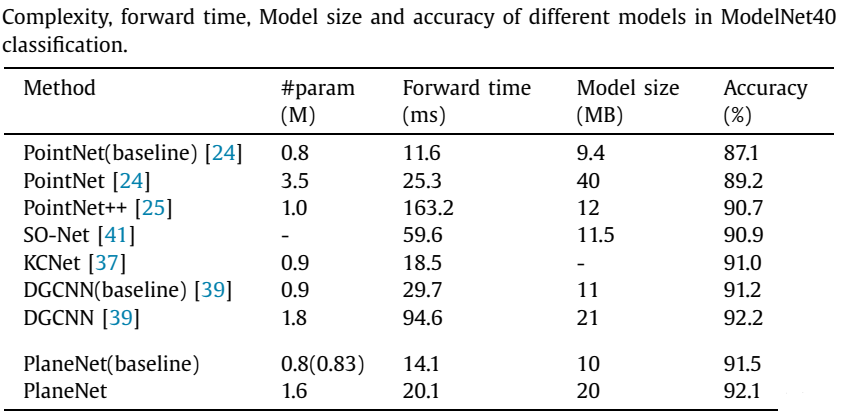 Complexity, forward time, Model size and accuracy of different models in ModelNet40
classification.
Method #param Forward time Model size Accuracy
(M) (ms) (MB) (%)
PointNet(baseline) [24] 0.8 11.6 9.4 87.1
PointNet [24] 3.5 25.3 40 89.2
PointNet++ [25] 1.0 163.2 12 90.7
SO-Net [41] - 59.6 11.5 90.9
KCNet [37] 0.9 18.5 - 91.0
DGCNN(baseline) [39] 0.9 29.7 11 91.2
DGCNN [39] 1.8 94.6 21 92.2
PlaneNet(baseline) 0.8(0.83) 14.1 10 91.5
PlaneNet 1.6 20.1 20 92.1